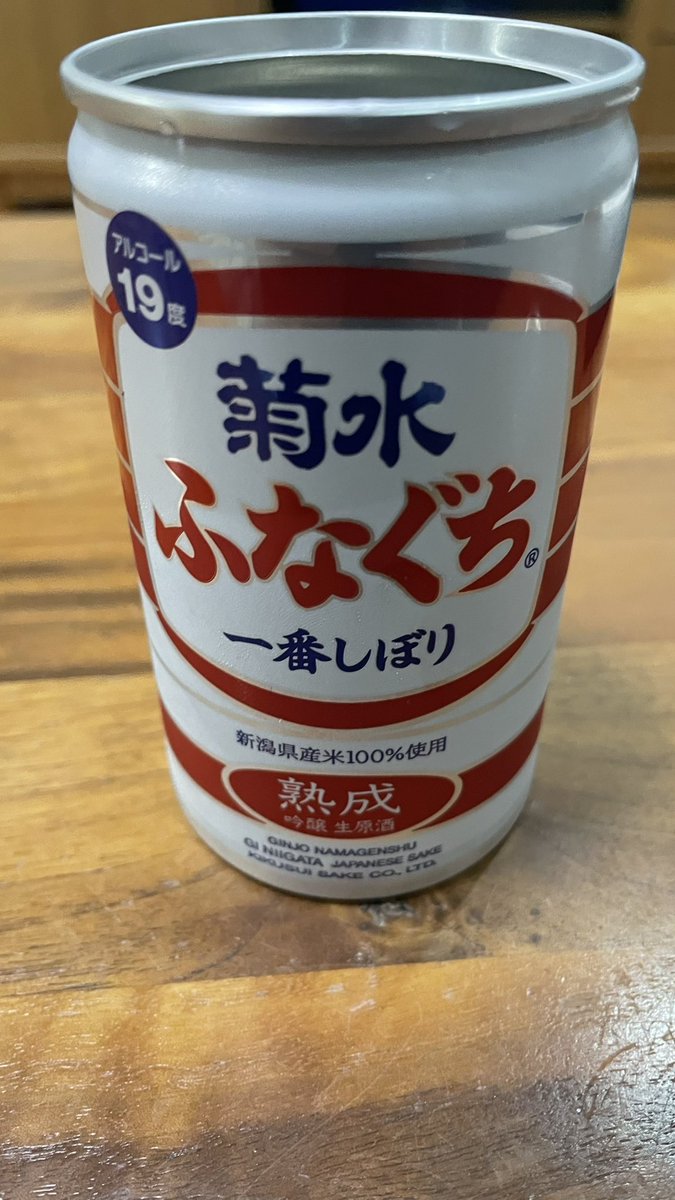 アルコール
19度
菊水
ふなぐち®
一番しぼり
新潟県産米100%使用
熟成
吟醸 生原酒
GINJO NAMAGENSHU
GI NIIGATA JAPANESE SAKE
KIKUSUI SAKE CO., LTD.